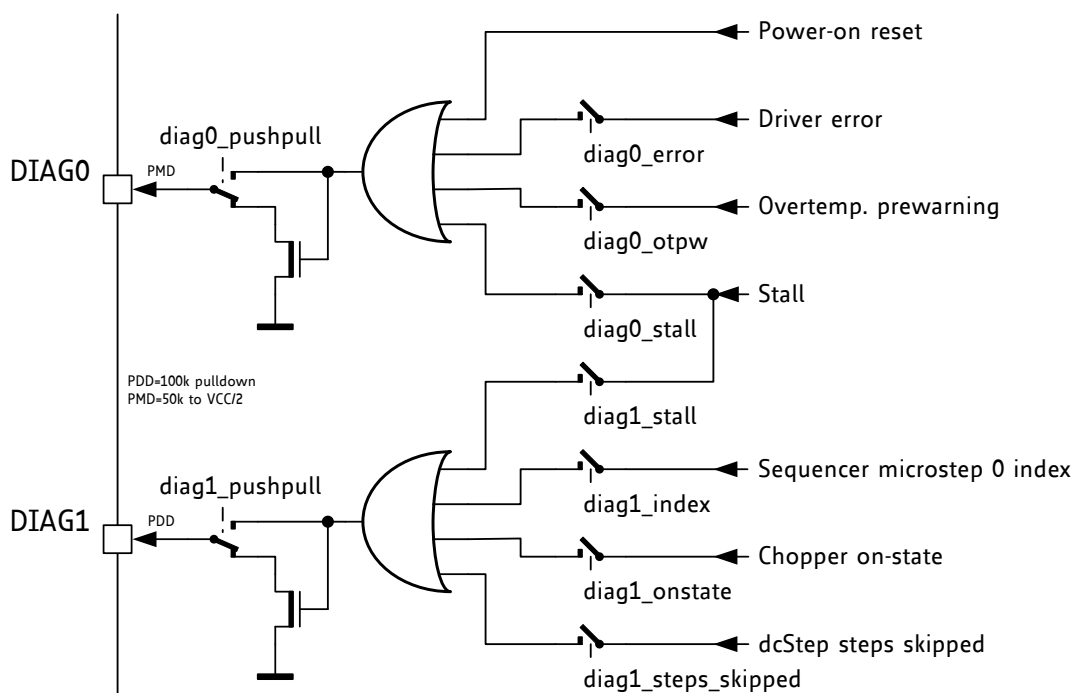 Power-on reset
Driver error
diag0_pushpull
diag0_error
DIAG0
PMD
Overtemp. prewarning
diag0_otpw
Stall
diag0_stall
PDD=100k pulldown
PMD=50k to VCC/2
diag1_stall
Sequencer microstep 0 index
diag1_pushpull
diag1_index
DIAG1
PDD
Chopper on-state
diag1_onstate
dcStep steps skipped
diag1_steps_skipped